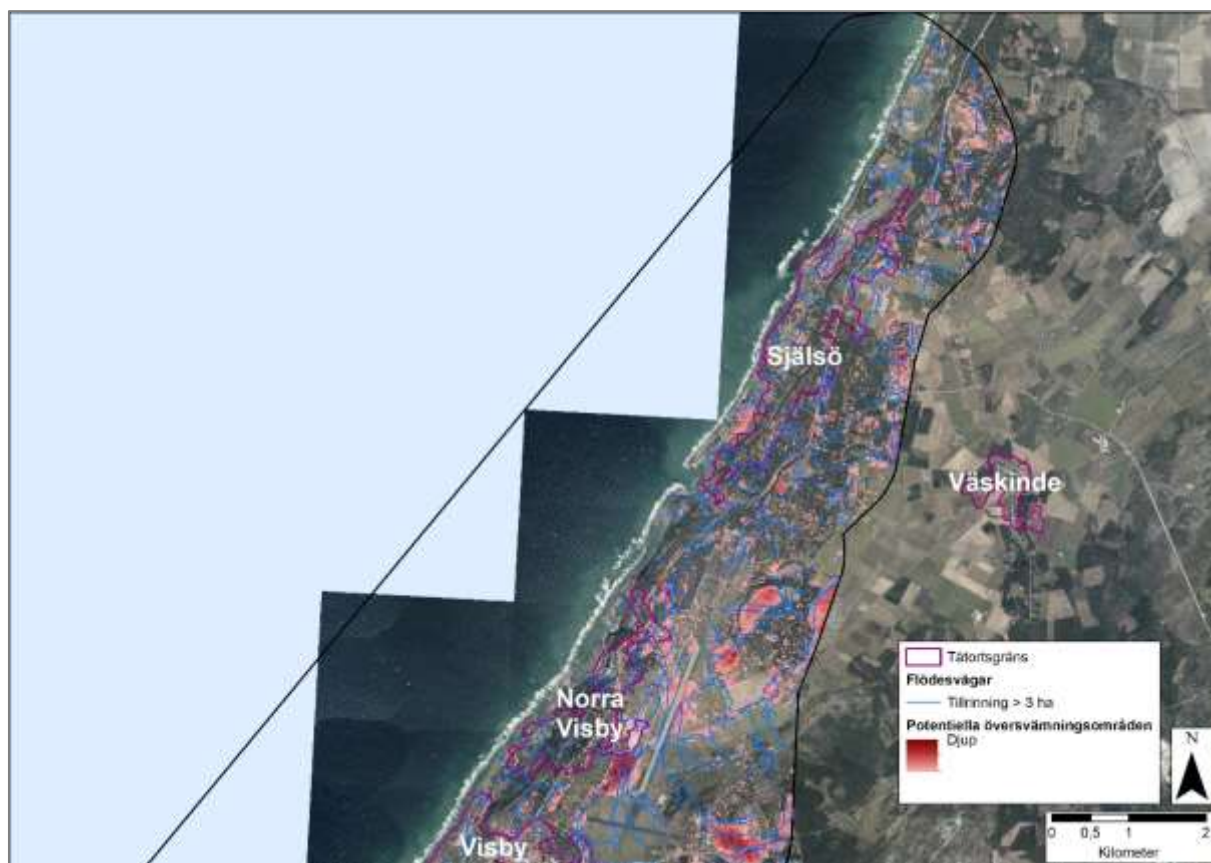 Själsö
Väskinde
Norra
Visby
Visby
Tätortsgräns
Flödesvägar
Tillrinning > 3 ha
Potentiella översvämningsområden
Djup
N
0 0,5 1 2
Kilometer